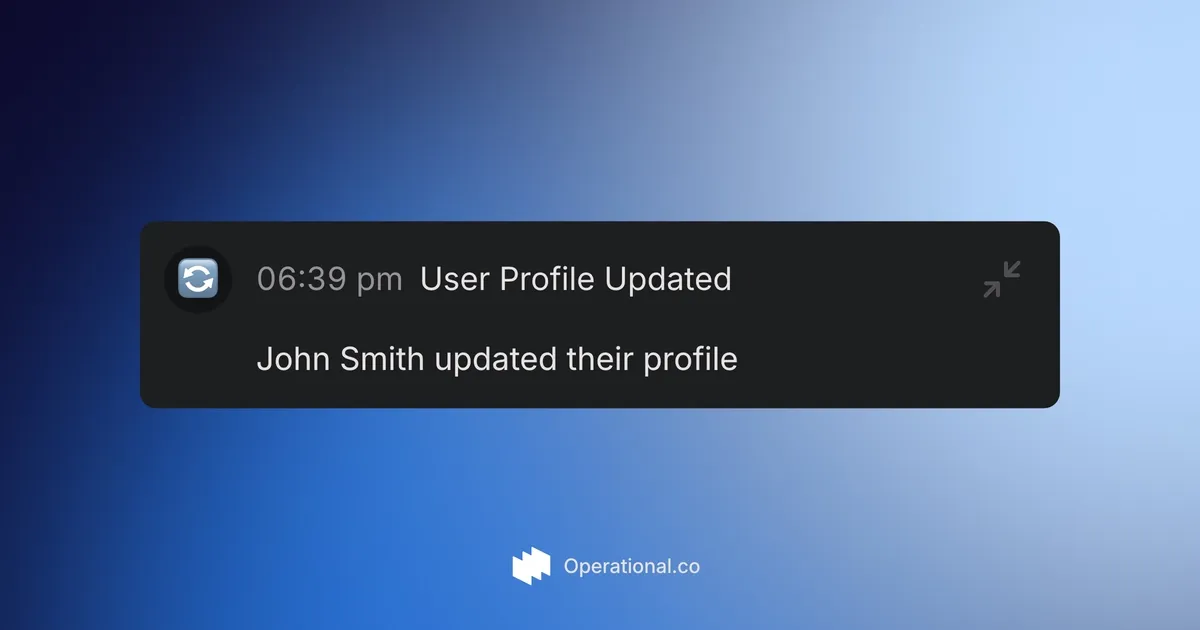 06:39 pm User Profile Updated
John Smith updated their profile
Operational.co